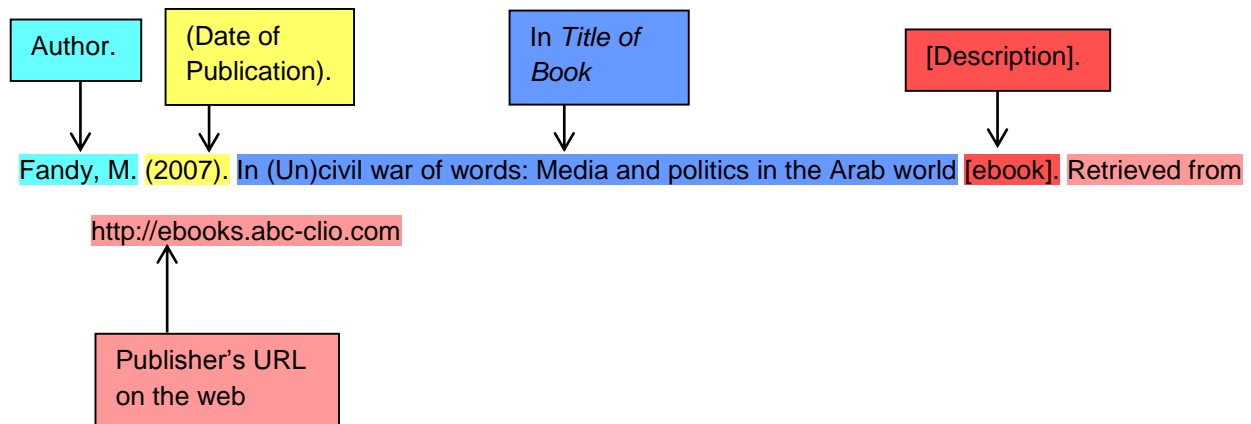 Author.
(Date of
Publication).
In Title of
Book
[Description].
Fandy, M. (2007). In (Un)civil war of words: Media and politics in the Arab world [ebook]. Retrieved from
http://ebooks.abc-clio.com
Publisher's URL
on the web